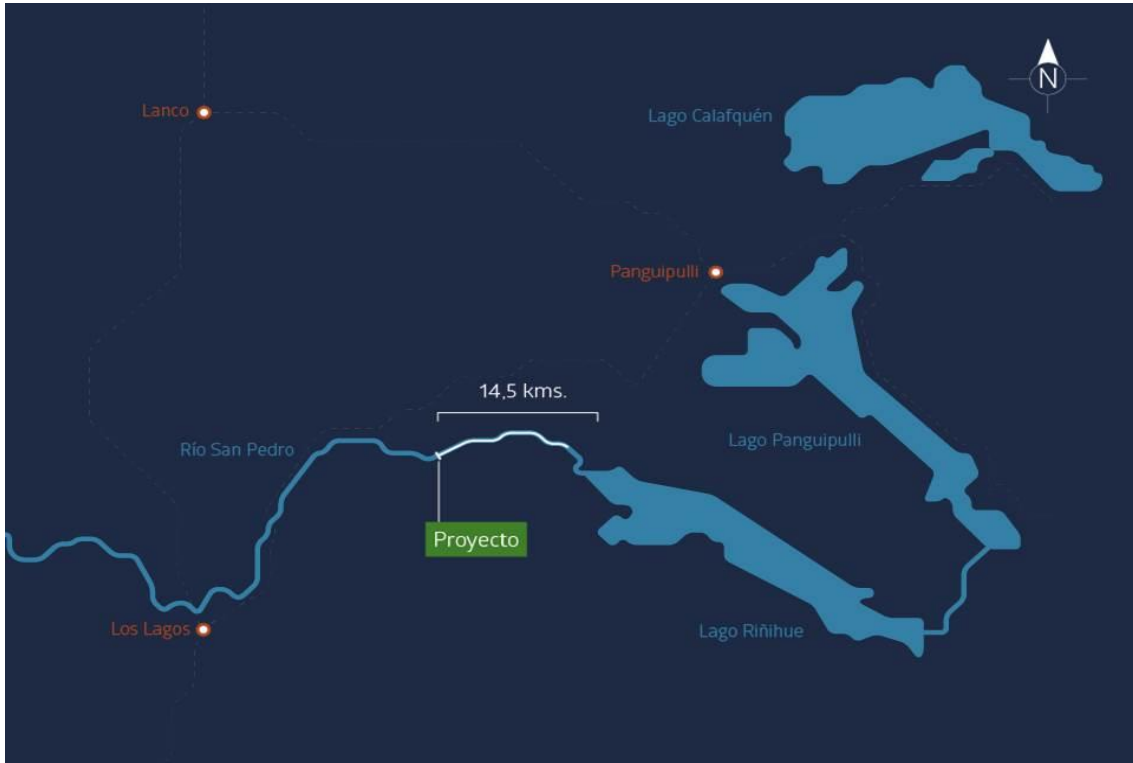 N
Lanco
Lago Calafquén
Panguipulli
14,5 kms.
Río San Pedro
Lago Panguipulli
Proyecto
Los Lagos
Lago Riñihue